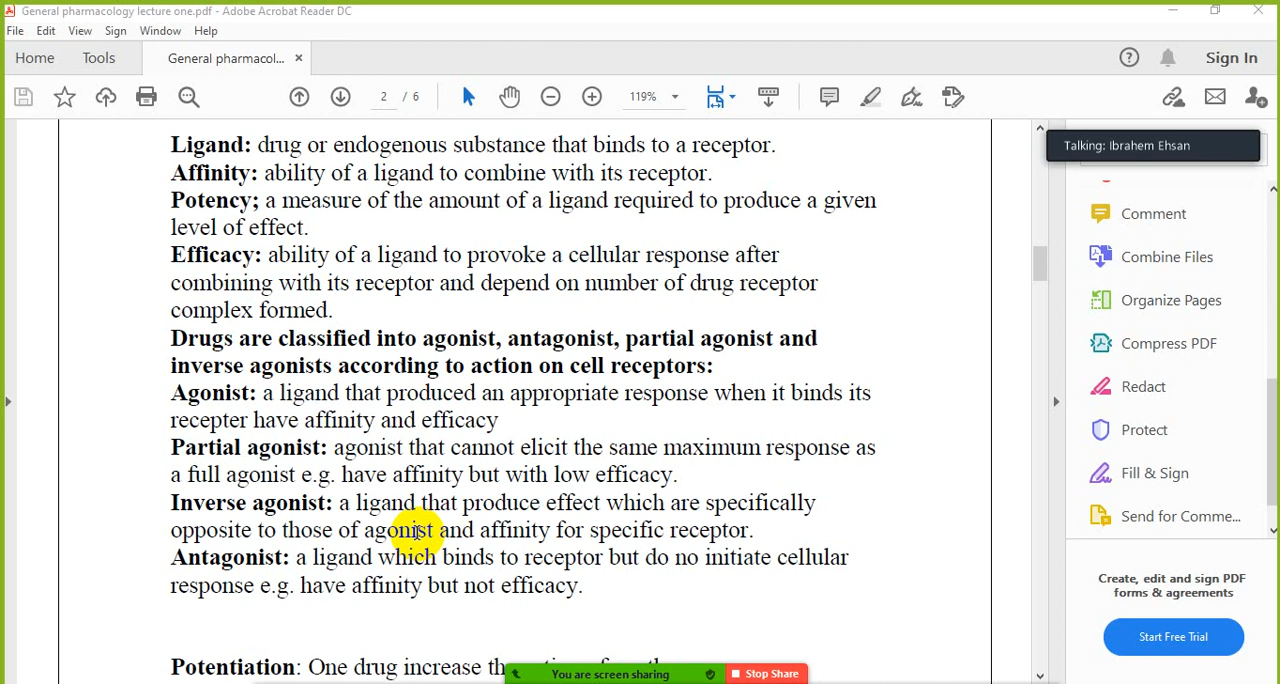 General pharmacology lecture one.pdf - Adobe Acrobat Reader DC
File Edit View Sign Window Help
Home Tools General pharmacol... × Sign In
2 / 6 119%
Talking: Ibrahem Ehsan
Ligand: drug or endogenous substance that binds to a receptor.
Affinity: ability of a ligand to combine with its receptor.
Potency; a measure of the amount of a ligand required to produce a given
level of effect.
Efficacy: ability of a ligand to provoke a cellular response after
combining with its receptor and depend on number of drug receptor
complex formed.
Drugs are classified into agonist, antagonist, partial agonist and
inverse agonists according to action on cell receptors:
Agonist: a ligand that produced an appropriate response when it binds its
recepter have affinity and efficacy
Partial agonist: agonist that cannot elicit the same maximum response as
a full agonist e.g. have affinity but with low efficacy.
Inverse agonist: a ligand that produce effect which are specifically
opposite to those of agonist and affinity for specific receptor.
Antagonist: a ligand which binds to receptor but do no initiate cellular
response e.g. have affinity but not efficacy.
Potentiation: One drug increase
You are screen sharing Stop Share
Comment
Combine Files
Organize Pages
Compress PDF
Redact
Protect
Fill & Sign
Send for Comme...
Create, edit and sign PDF
forms & agreements
Start Free Trial